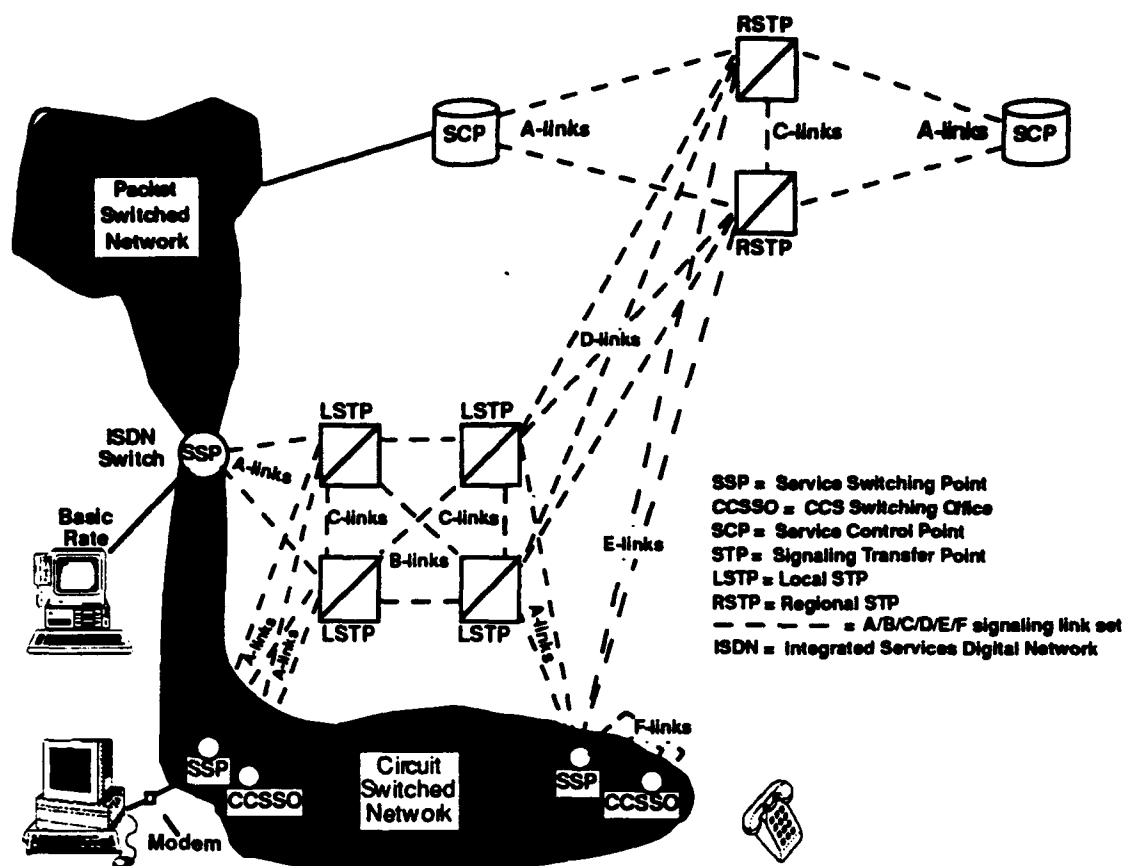 RSTP
SCP
A-links
C-links
A-links
SCP
RSTP
Packet
Switched
Network
D-links
LSTP
LSTP
ISDN
Switch
SSP
A-links
C-links
C-links
B-links
E-links
Basic
Rate
LSTP
LSTP
A-links
A-links
A-links
SSP = Service Switching Point
CCSSO = CCS Switching Office
SCP = Service Control Point
STP = Signaling Transfer Point
LSTP = Local STP
RSTP = Regional STP
= A/B/C/D/E/F signaling link set
ISDN = Integrated Services Digital Network
F-links
SSP
CCSSO
Circuit
Switched
Network
SSP
CCSSO
Modem